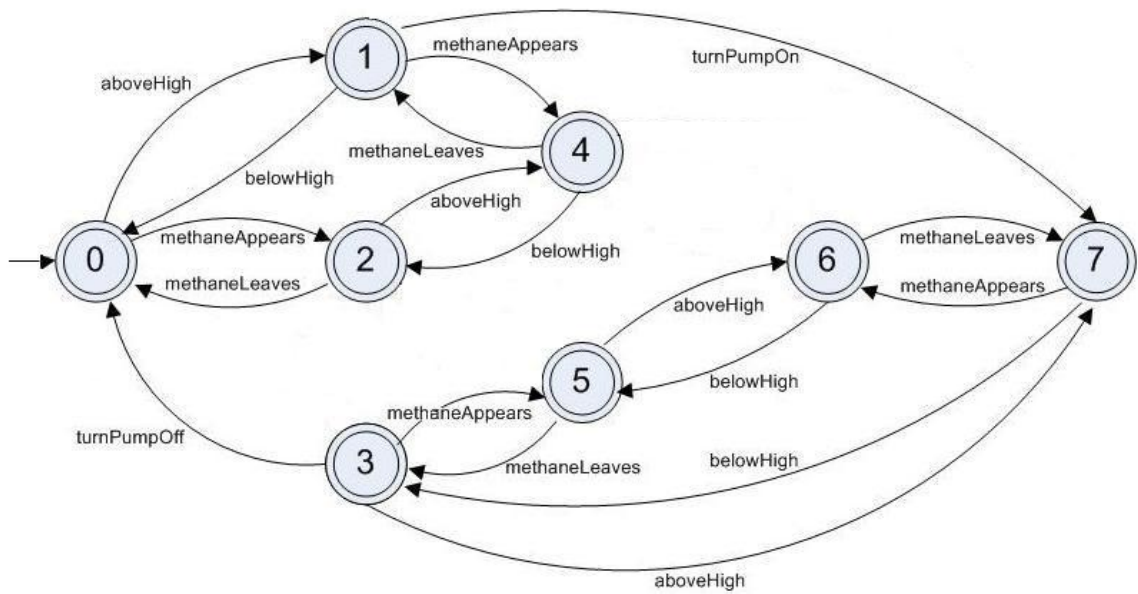 1
methaneAppears
turnPumpOn
aboveHigh
4
methaneLeaves
belowHigh
aboveHigh
methaneAppears
belowHigh
0
2
6
methaneLeaves
7
methaneLeaves
methaneAppears
aboveHigh
5
belowHigh
methaneAppears
turnPumpOff
3
methaneLeaves
belowHigh
aboveHigh